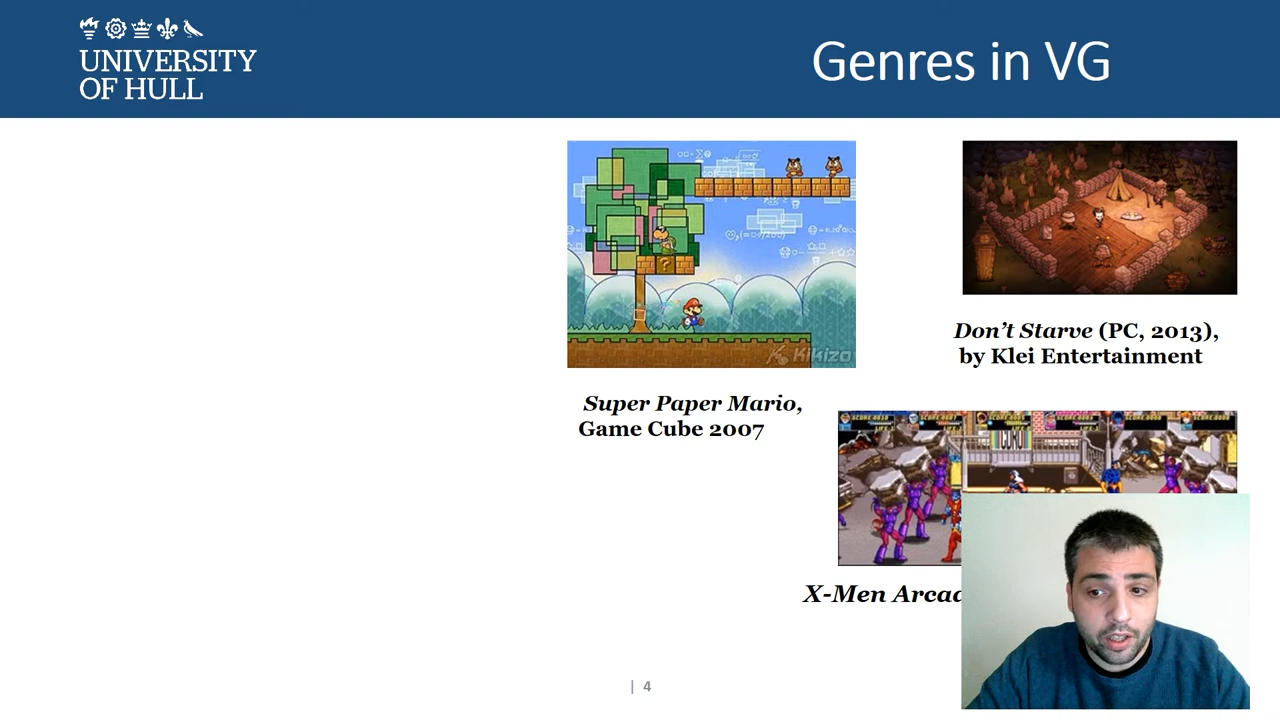 UNIVERSITY
OF HULL
Genres in VG
Kikizo
Super Paper Mario,
Game Cube 2007
Don't Starve (PC, 2013),
by Klei Entertainment
X-Men Arcad
| 4